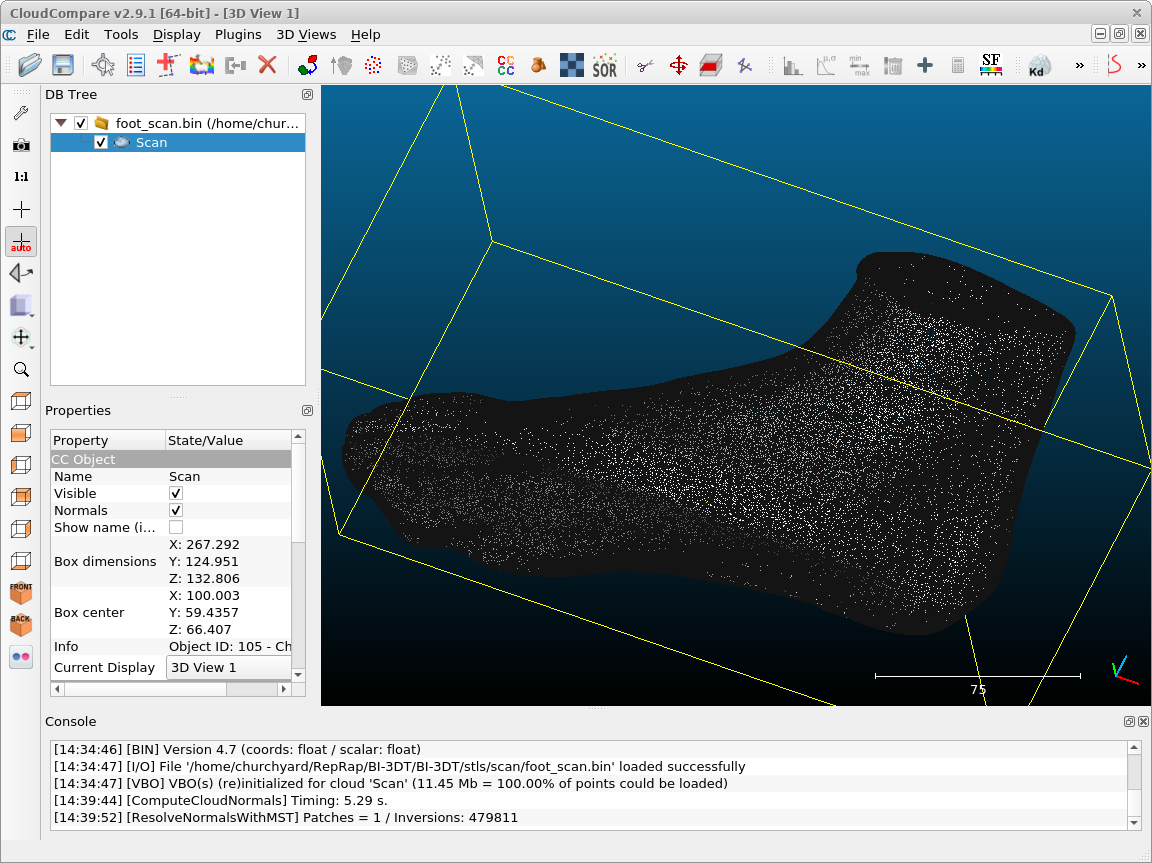 CloudCompare v2.9.1 [64-bit] - [3D View 1]
File Edit Tools Display Plugins 3D Views Help
CC CC SOR min max SF Kd » »
DB Tree
foot_scan.bin (/home/chur...
Scan
1:1
auto
FRONT
BACK
Properties
Property State/Value
CC Object
Name Scan
Visible
Normals
Show name (i...
Box dimensions X: 267.292
Y: 124.951
Z: 132.806
Box center X: 100.003
Y: 59.4357
Z: 66.407
Info Object ID: 105 - Ch
Current Display 3D View 1
75
Console
[14:34:46] [BIN] Version 4.7 (coords: float / scalar: float)
[14:34:47] [I/O] File '/home/churchyard/RepRap/BI-3DT/BI-3DT/stls/scan/foot_scan.bin' loaded successfully
[14:34:47] [VBO] VBO(s) (re)initialized for cloud 'Scan' (11.45 Mb = 100.00% of points could be loaded)
[14:39:44] [ComputeCloudNormals] Timing: 5.29 s.
[14:39:52] [ResolveNormalsWithMST] Patches = 1 / Inversions: 479811